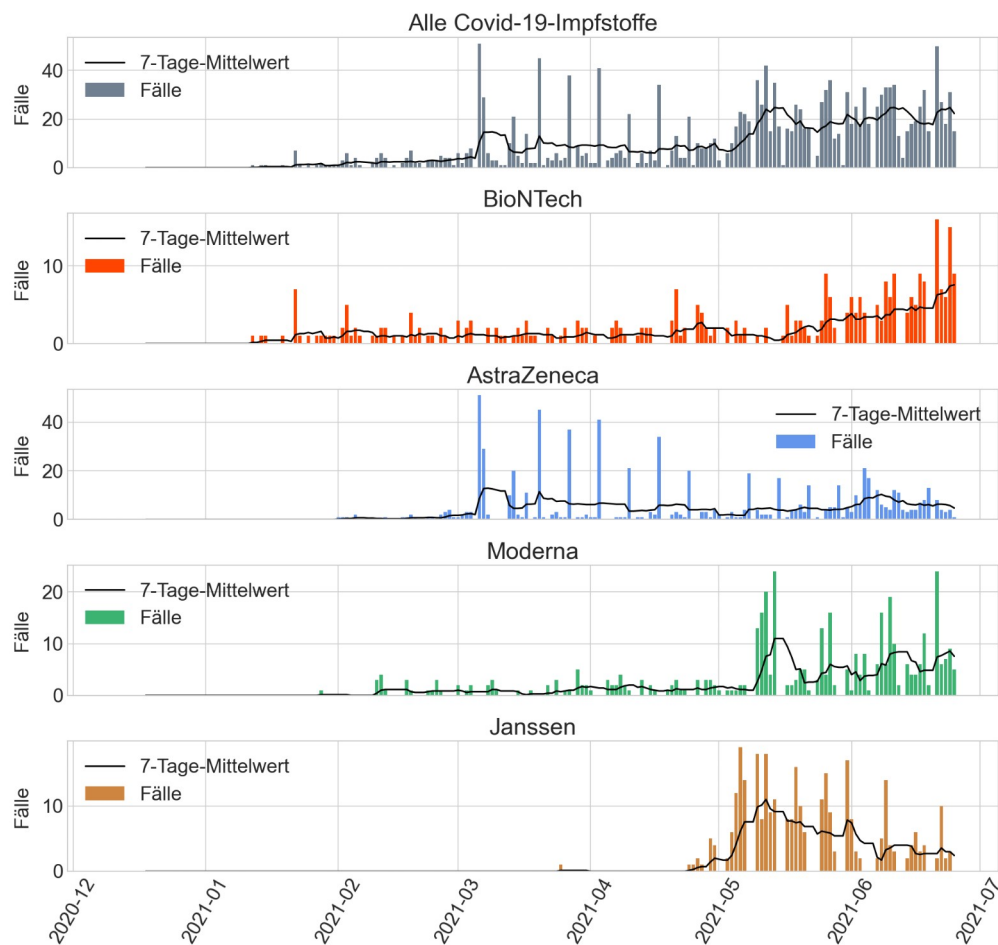 Alle Covid-19-Impfstoffe
Fälle
40
20
0
7-Tage-Mittelwert
Fälle
BioNTech
Fälle
10
0
7-Tage-Mittelwert
Fälle
AstraZeneca
Fälle
40
20
0
7-Tage-Mittelwert
Fälle
Moderna
Fälle
20
10
0
7-Tage-Mittelwert
Fälle
Janssen
Fälle
10
0
7-Tage-Mittelwert
Fälle
2020-12
2021-01
2021-02
2021-03
2021-04
2021-05
2021-06
2021-07